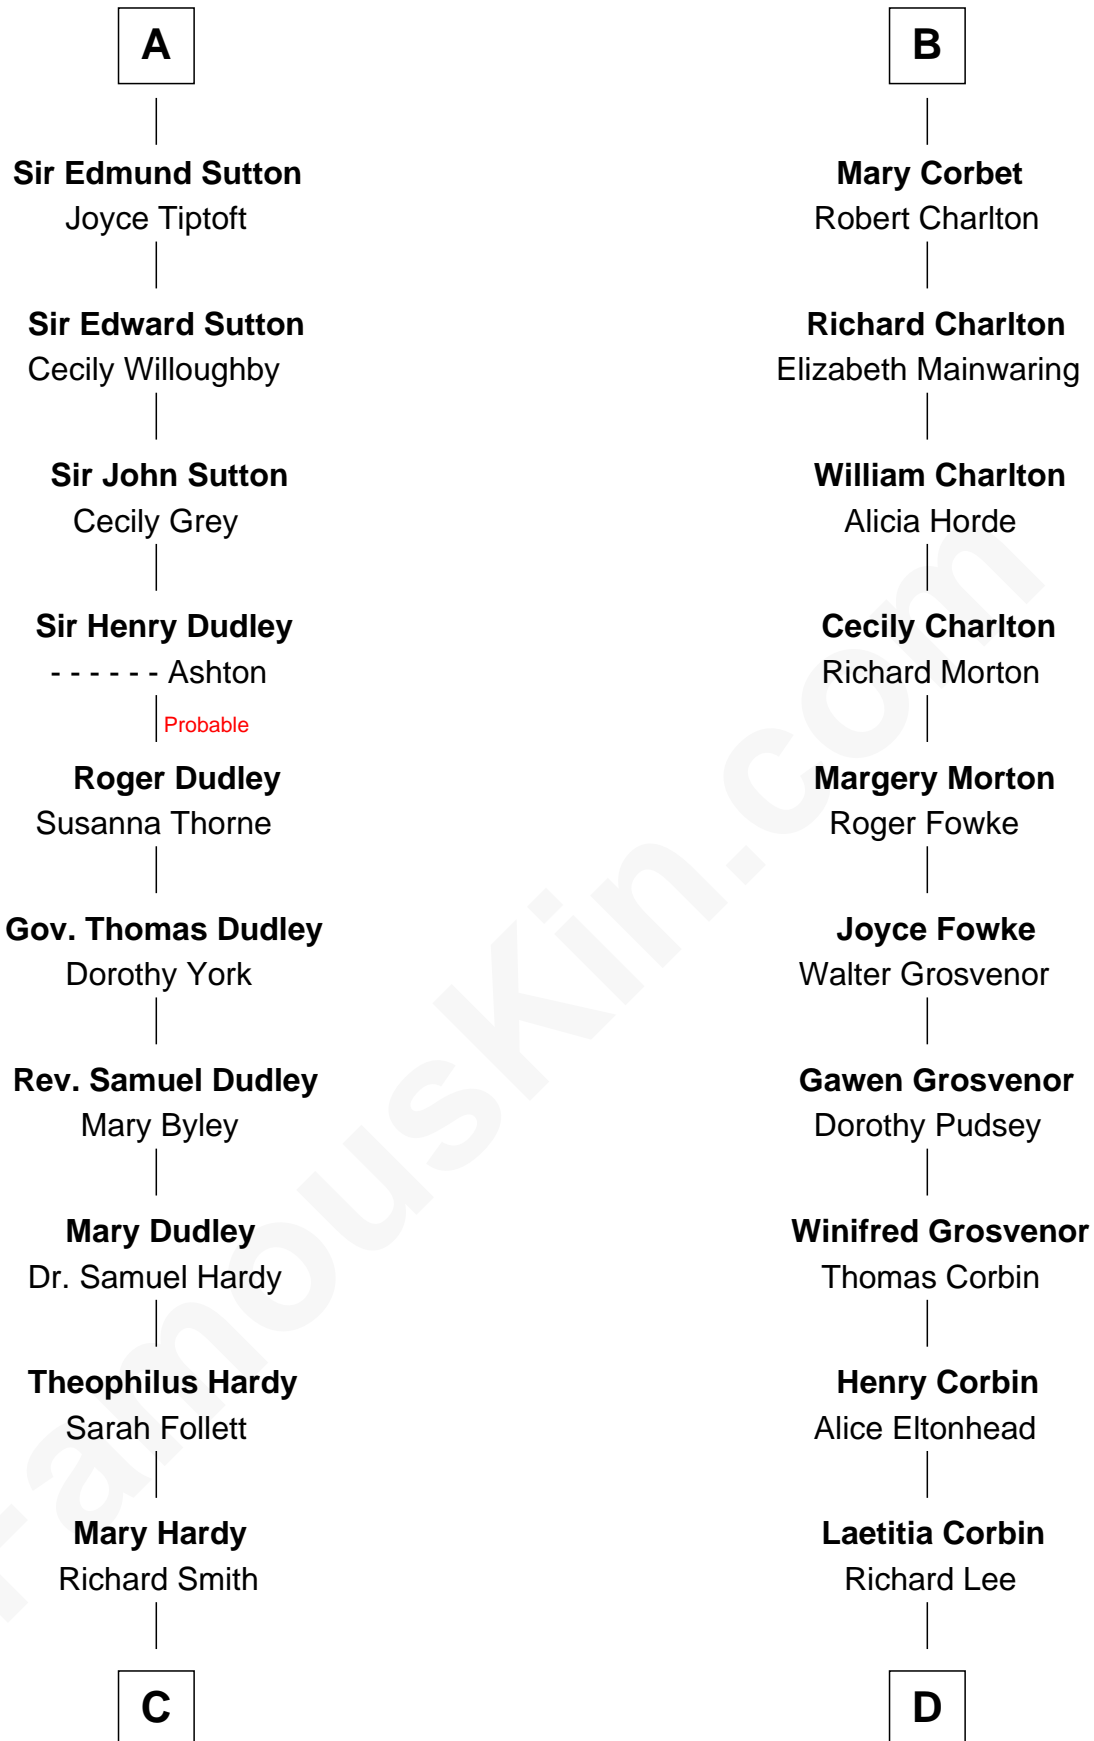 A
Sir Edmund Sutton
Joyce Tiptoft
Sir Edward Sutton
Cecily Willoughby
Sir John Sutton
Cecily Grey
Sir Henry Dudley
- - - - - - Ashton
Probable
Roger Dudley
Susanna Thorne
Gov. Thomas Dudley
Dorothy York
Rev. Samuel Dudley
Mary Byley
Mary Dudley
Dr. Samuel Hardy
Theophilus Hardy
Sarah Follett
Mary Hardy
Richard Smith
C
B
Mary Corbet
Robert Charlton
Richard Charlton
Elizabeth Mainwaring
William Charlton
Alicia Horde
Cecily Charlton
Richard Morton
Margery Morton
Roger Fowke
Joyce Fowke
Walter Grosvenor
Gawen Grosvenor
Dorothy Pudsey
Winifred Grosvenor
Thomas Corbin
Henry Corbin
Alice Eltonhead
Laetitia Corbin
Richard Lee
D
FamousKin.com